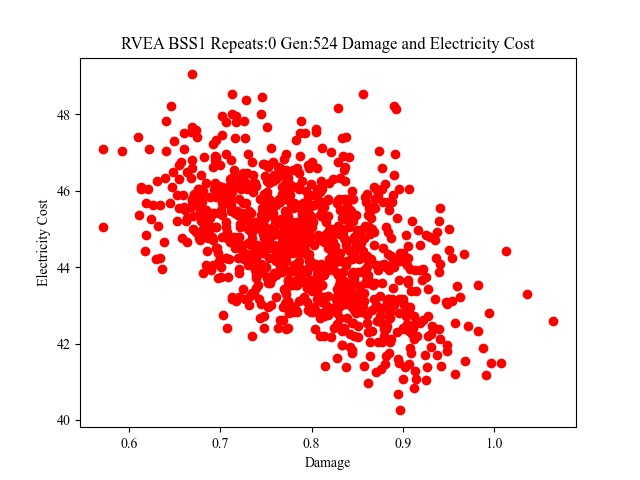 RVEA BSS1 Repeats:0 Gen:524 Damage and Electricity Cost
48
46
44
42
40
Electricity Cost
0.6 0.7 0.8 0.9 1.0
Damage